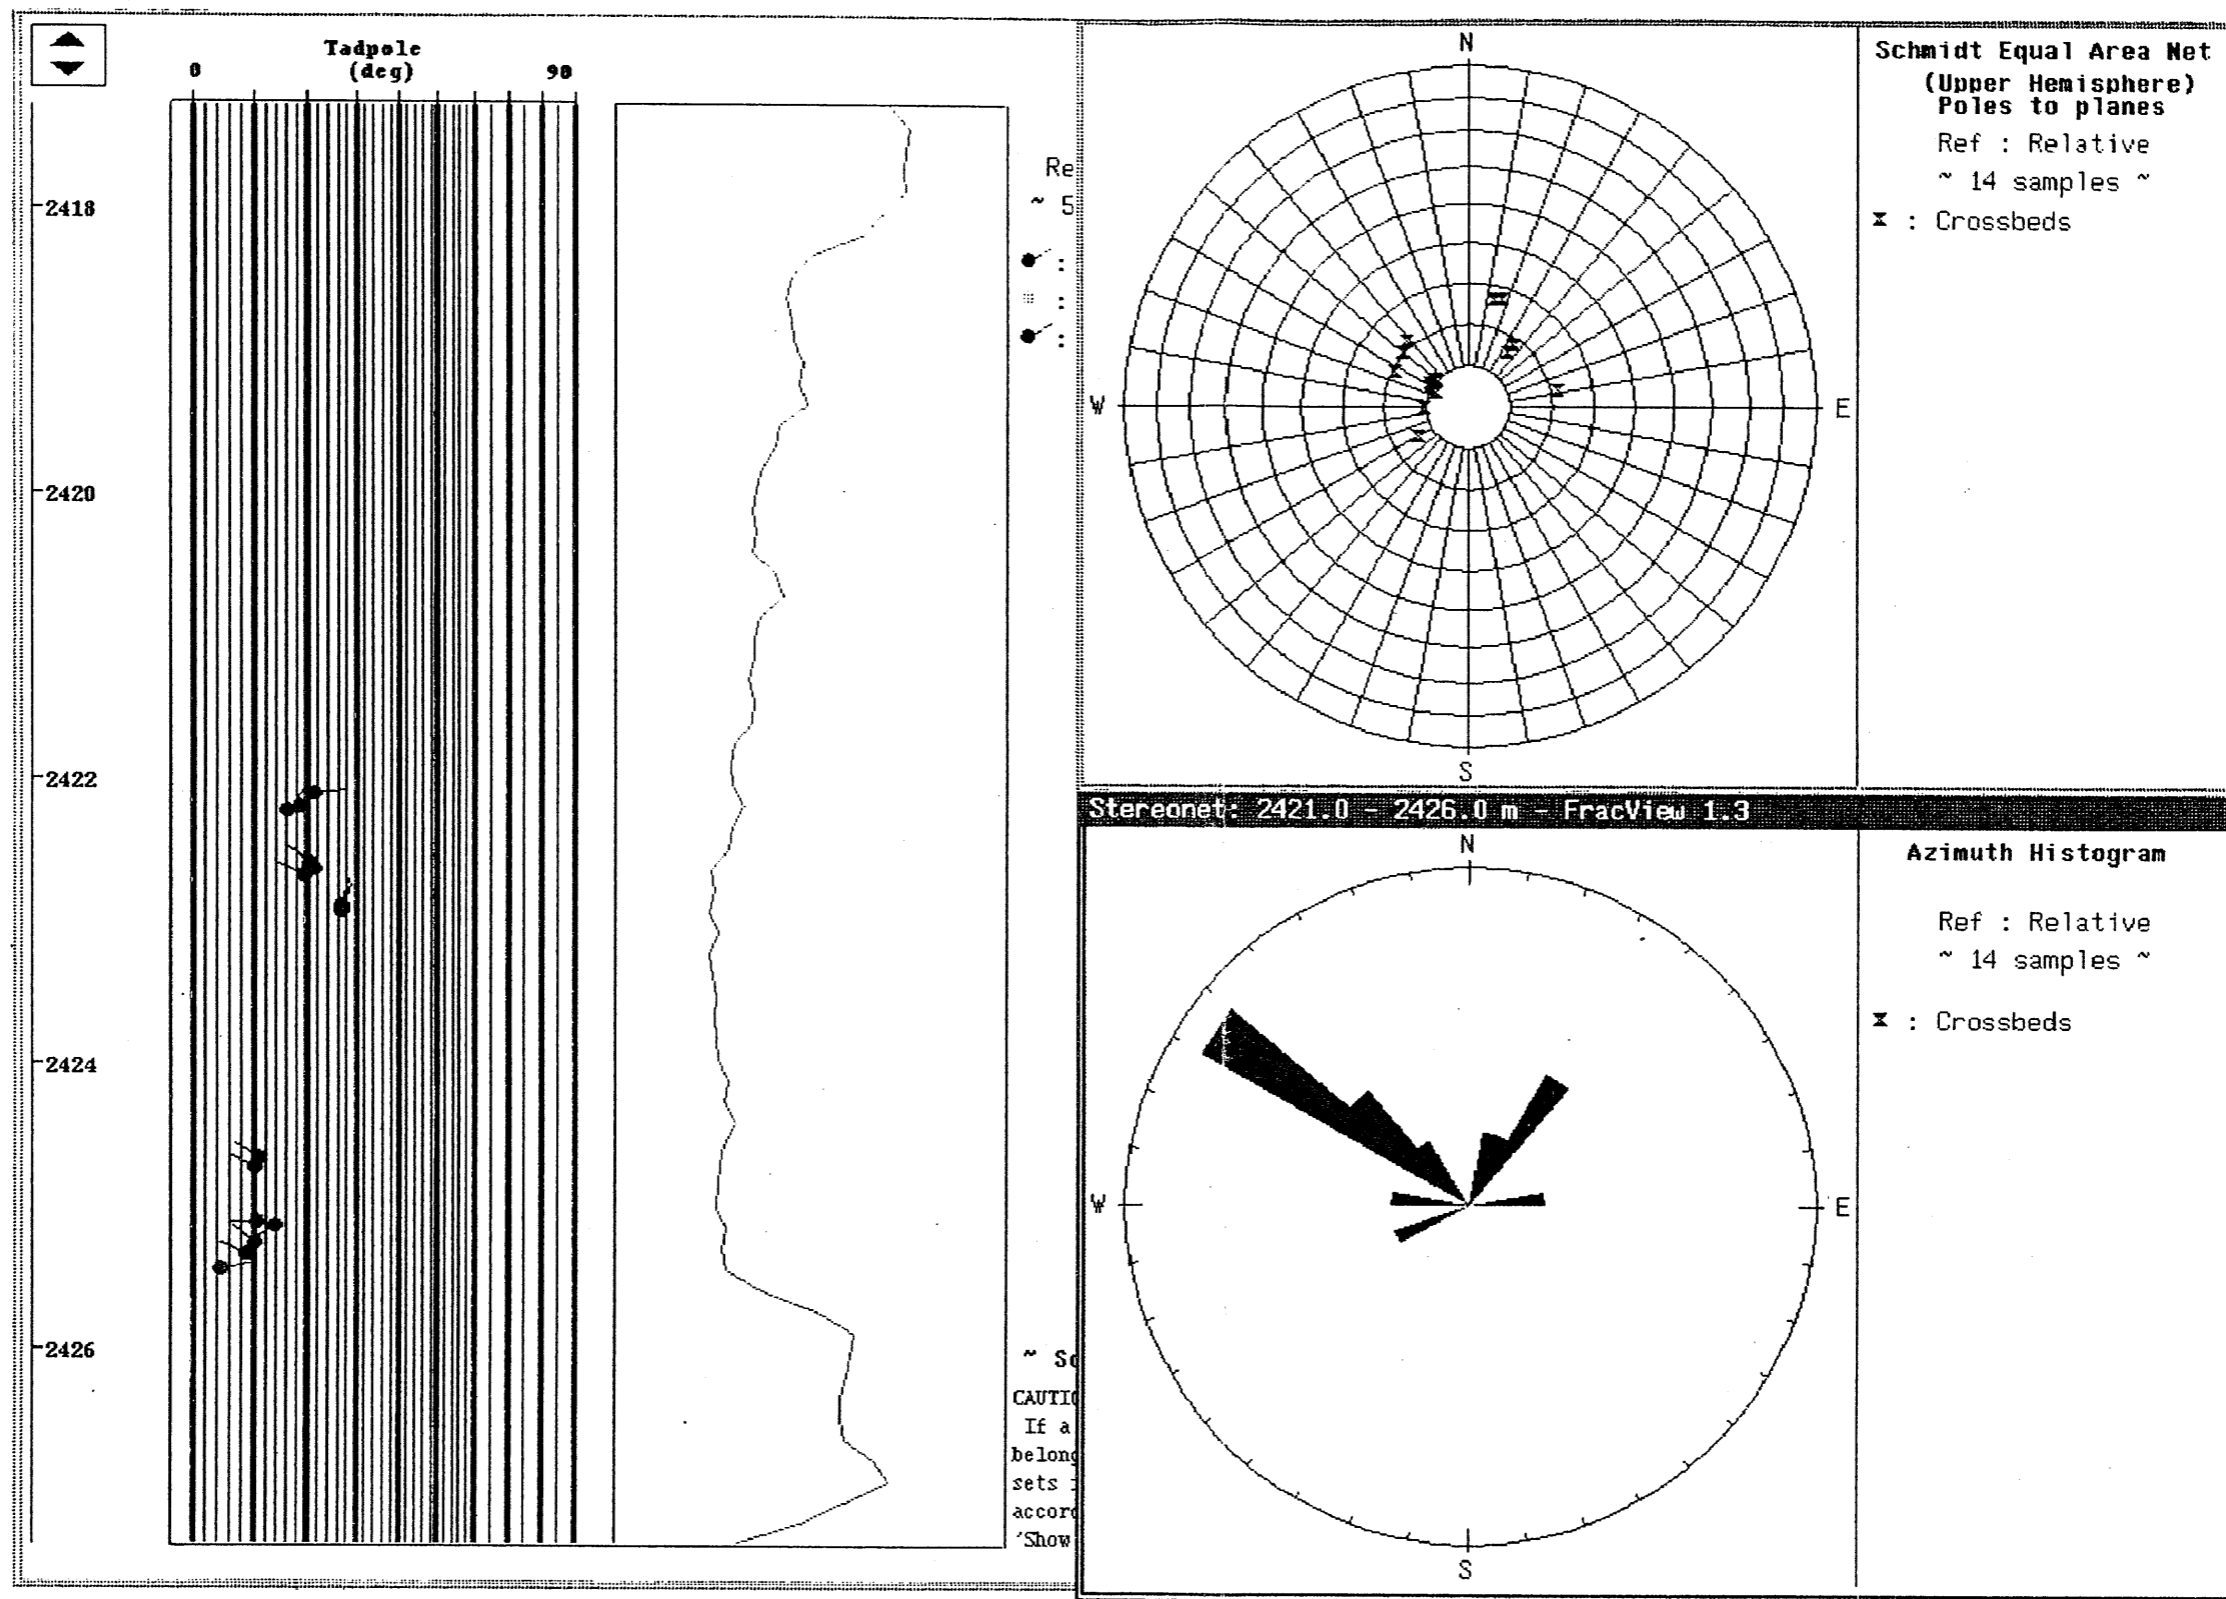 Tadpole
(deg)
0
90
2418
2420
2422
2424
2426
Re
~ 5
:
:
:
~ So
CAUTIO
If a
belong
sets
accord
'Show
N
W
E
S
Schmidt Equal Area Net
(Upper Hemisphere)
Poles to planes
Ref : Relative
~ 14 samples ~
: Crossbeds
Stereonet: 2421.0 - 2426.0 m - FracView 1.3
N
W
E
S
Azimuth Histogram
Ref : Relative
~ 14 samples ~
: Crossbeds